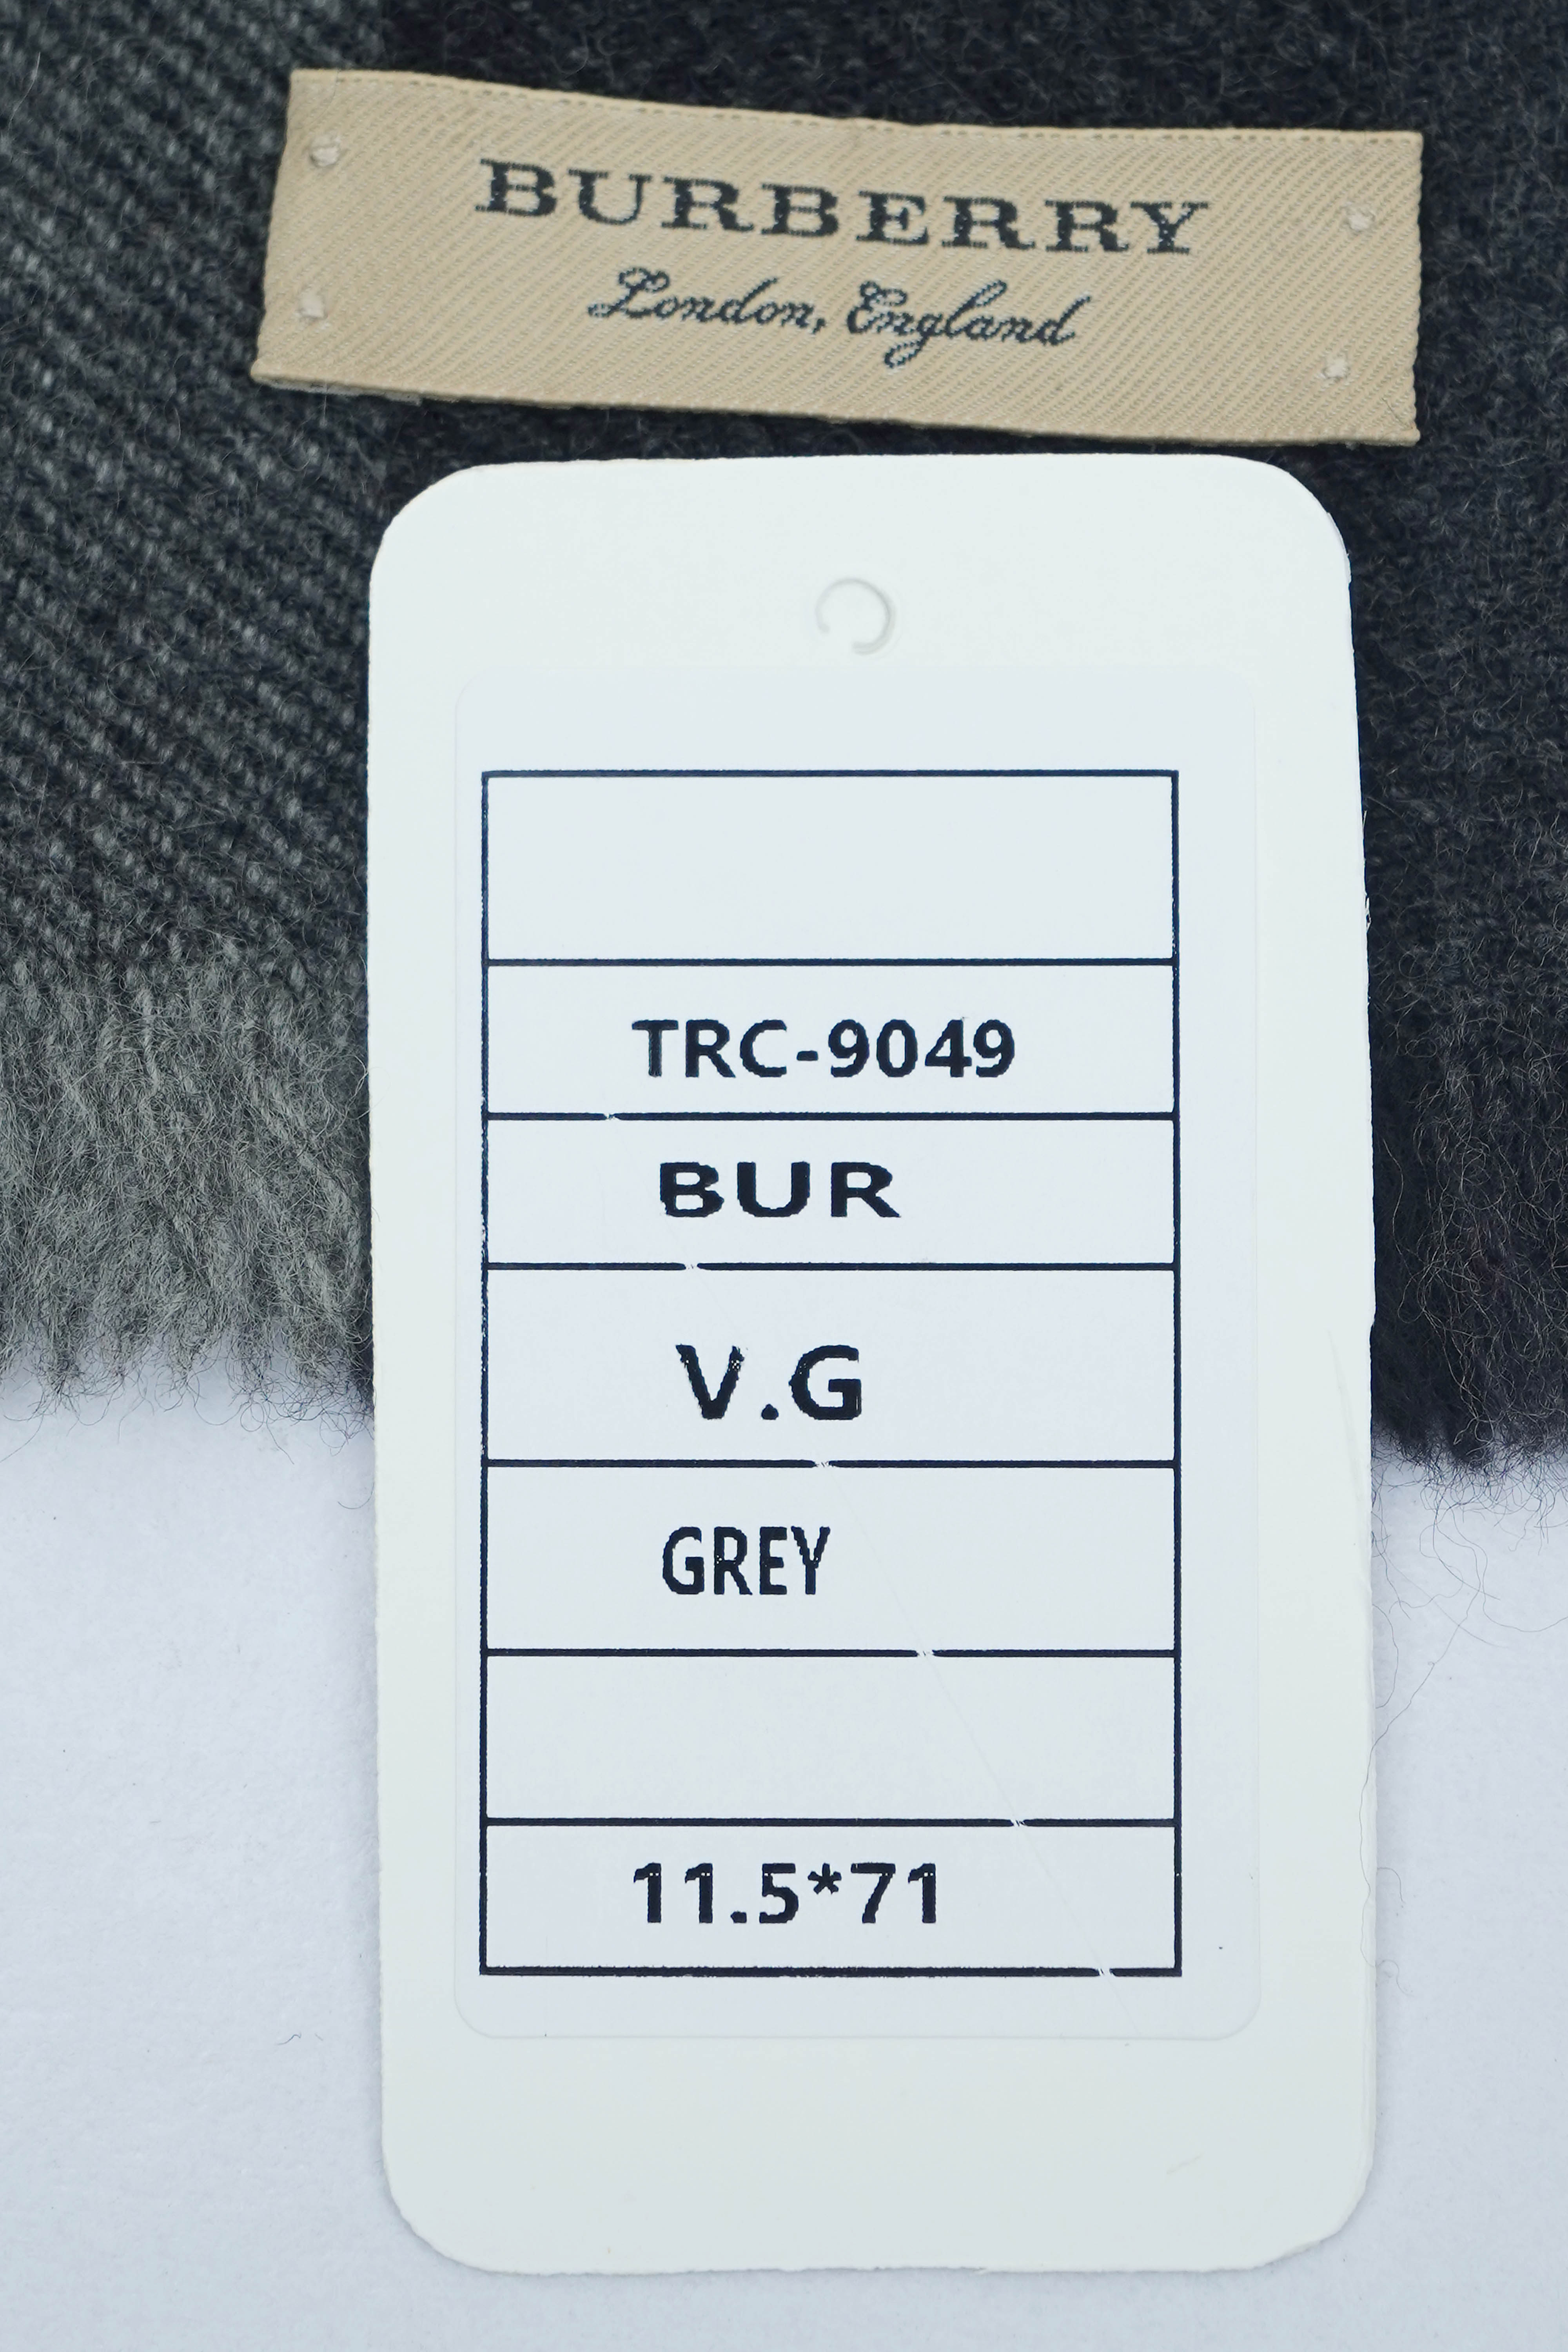 BURBERRY
London, England
TRC-9049
BUR
V.G
GREY
11.5*71